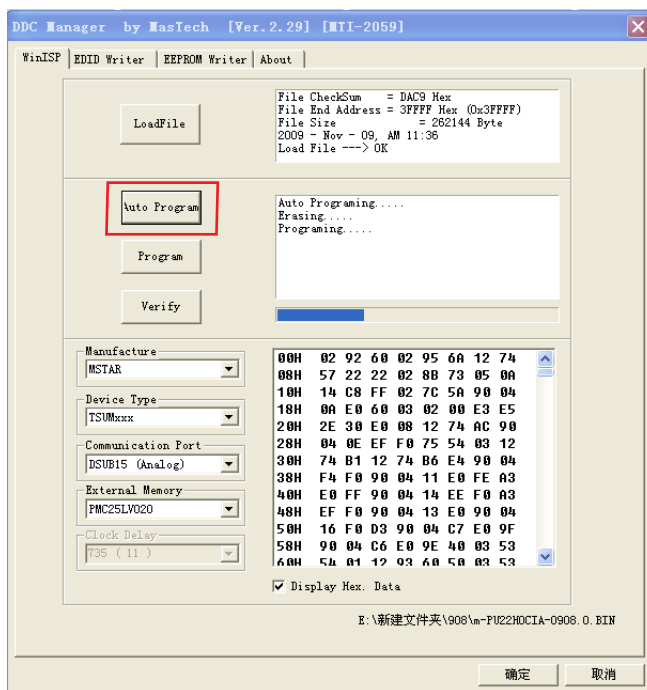 DDC Manager by MasTech [Ver.2.29] [MTI-2059]
WinISP EDID Writer EEPROM Writer About
LoadFile
File CheckSum = DAC9 Hex
File End Address = 3FFFF Hex (0x3FFFF)
File Size = 262144 Byte
2009 - Nov - 09, AM 11:36
Load File ---> OK
Auto Program
Program
Verify
Auto Programing.....
Erasing.....
Programing.....
Manufacture
MSTAR
Device Type
TSUMxxx
Communication Port
DSUB15 (Analog)
External Memory
PMC25LV020
Clock Delay
735 ( 11 )
00H 02 92 60 02 95 6A 12 74
08H 57 22 22 02 8B 73 05 0A
10H 14 C8 FF 02 7C 5A 90 04
18H 0A E0 60 03 02 00 E3 E5
20H 2E 30 E0 08 12 74 AC 90
28H 04 0E EF F0 75 54 03 12
30H 74 B1 12 74 B6 E4 90 04
38H F4 F0 90 04 11 E0 FE A3
40H E0 FF 90 04 14 EE F0 A3
48H EF F0 90 04 13 E0 90 04
50H 16 F0 D3 90 04 C7 E0 9F
58H 90 04 C6 E0 9E 40 03 53
60H 54 01 12 93 60 50 03 53
Display Hex. Data
E:\新建文件夹\908\m-PU22HOCIA-0908.0.BIN
确定 取消